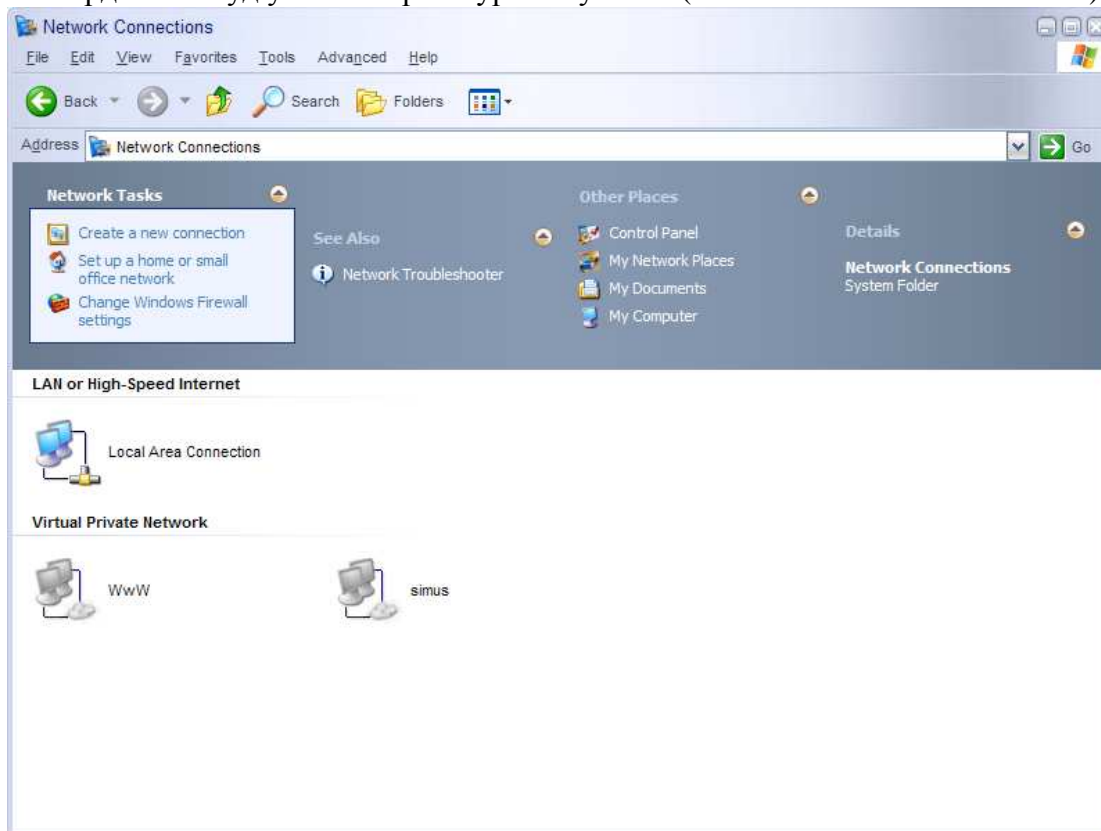 Network Connections
File Edit View Favorites Tools Advanced Help
Back Search Folders
Address Network Connections Go
Network Tasks
Create a new connection
Set up a home or small
office network
Change Windows Firewall
settings
See Also
Network Troubleshooter
Other Places
Control Panel
My Network Places
My Documents
My Computer
Details
Network Connections
System Folder
LAN or High-Speed Internet
Local Area Connection
Virtual Private Network
WwW simus